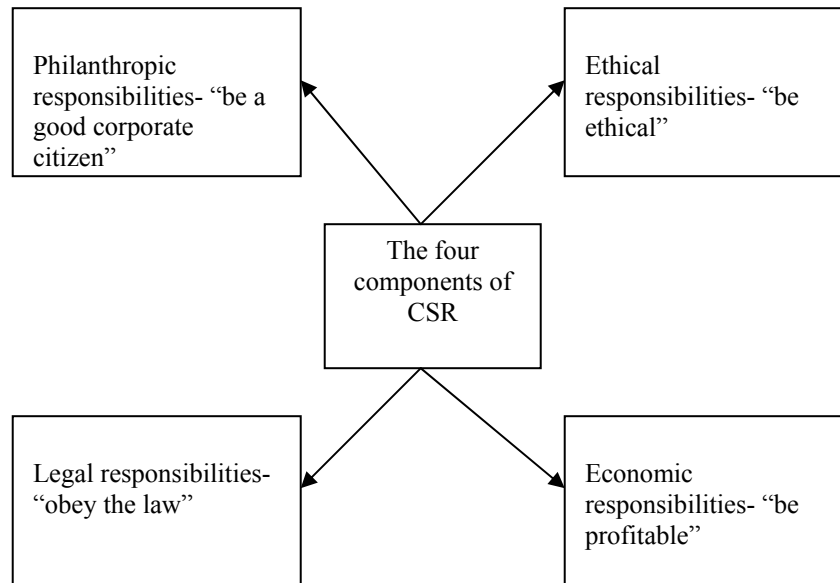 Philanthropic
responsibilities- “be a
good corporate
citizen”
Ethical
responsibilities- “be
ethical”
The four
components of
CSR
Legal responsibilities-
“obey the law”
Economic
responsibilities- “be
profitable”